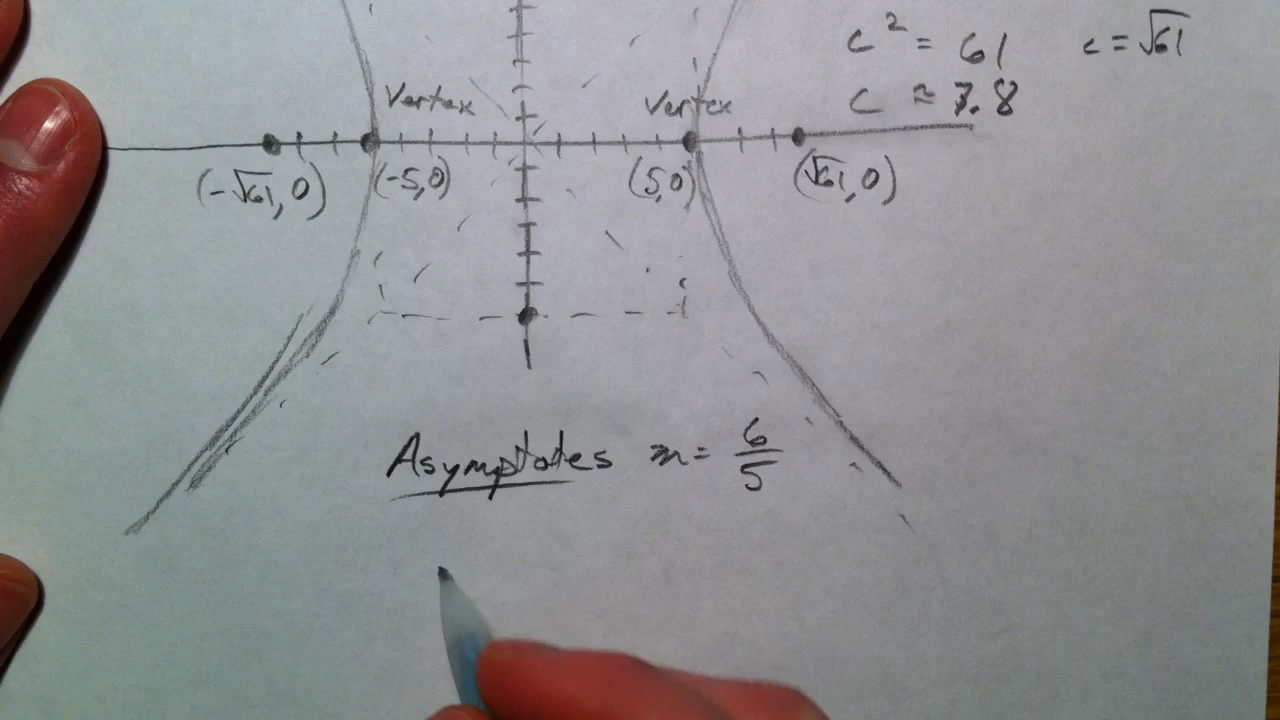 c² = 61 c = √61
c ≈ 7.8
Vertex Vertex
(-√61, 0) (-5,0) (5,0) (√61, 0)
Asymptotes m = 6/5